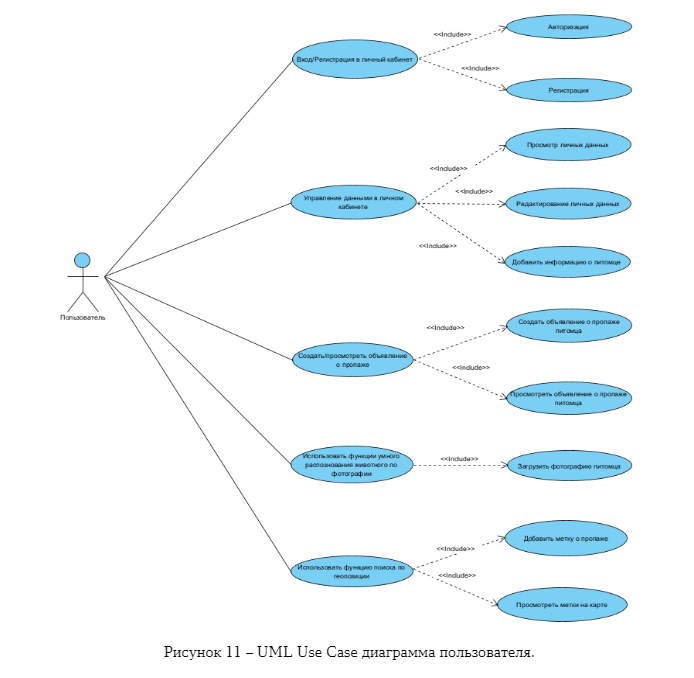 <<Include>>
Авторизация
Вход/Регистрация в личный кабинет
<<Include>>
Регистрация
Просмотр личных данных
<<Include>>
<<Include>>
Управление данными в личном
кабинете
Редактирование личных данных
<<Include>>
Добавить информацию о питомце
Пользователь
Создать объявление о пропаже
питомца
<<Include>>
Создать/просмотреть объявление
о пропаже
<<Include>>
Просмотреть объявление о пропаже
питомца
Использовать функции умного
распознования животного по
фотографии
<<Include>>
Загрузить фотографию питомца
Добавить метку о пропаже
<<Include>>
Использовать функцию поиска по
геопозиции
<<Include>>
Просмотреть метки на карте
Рисунок 11 – UML Use Case диаграмма пользователя.